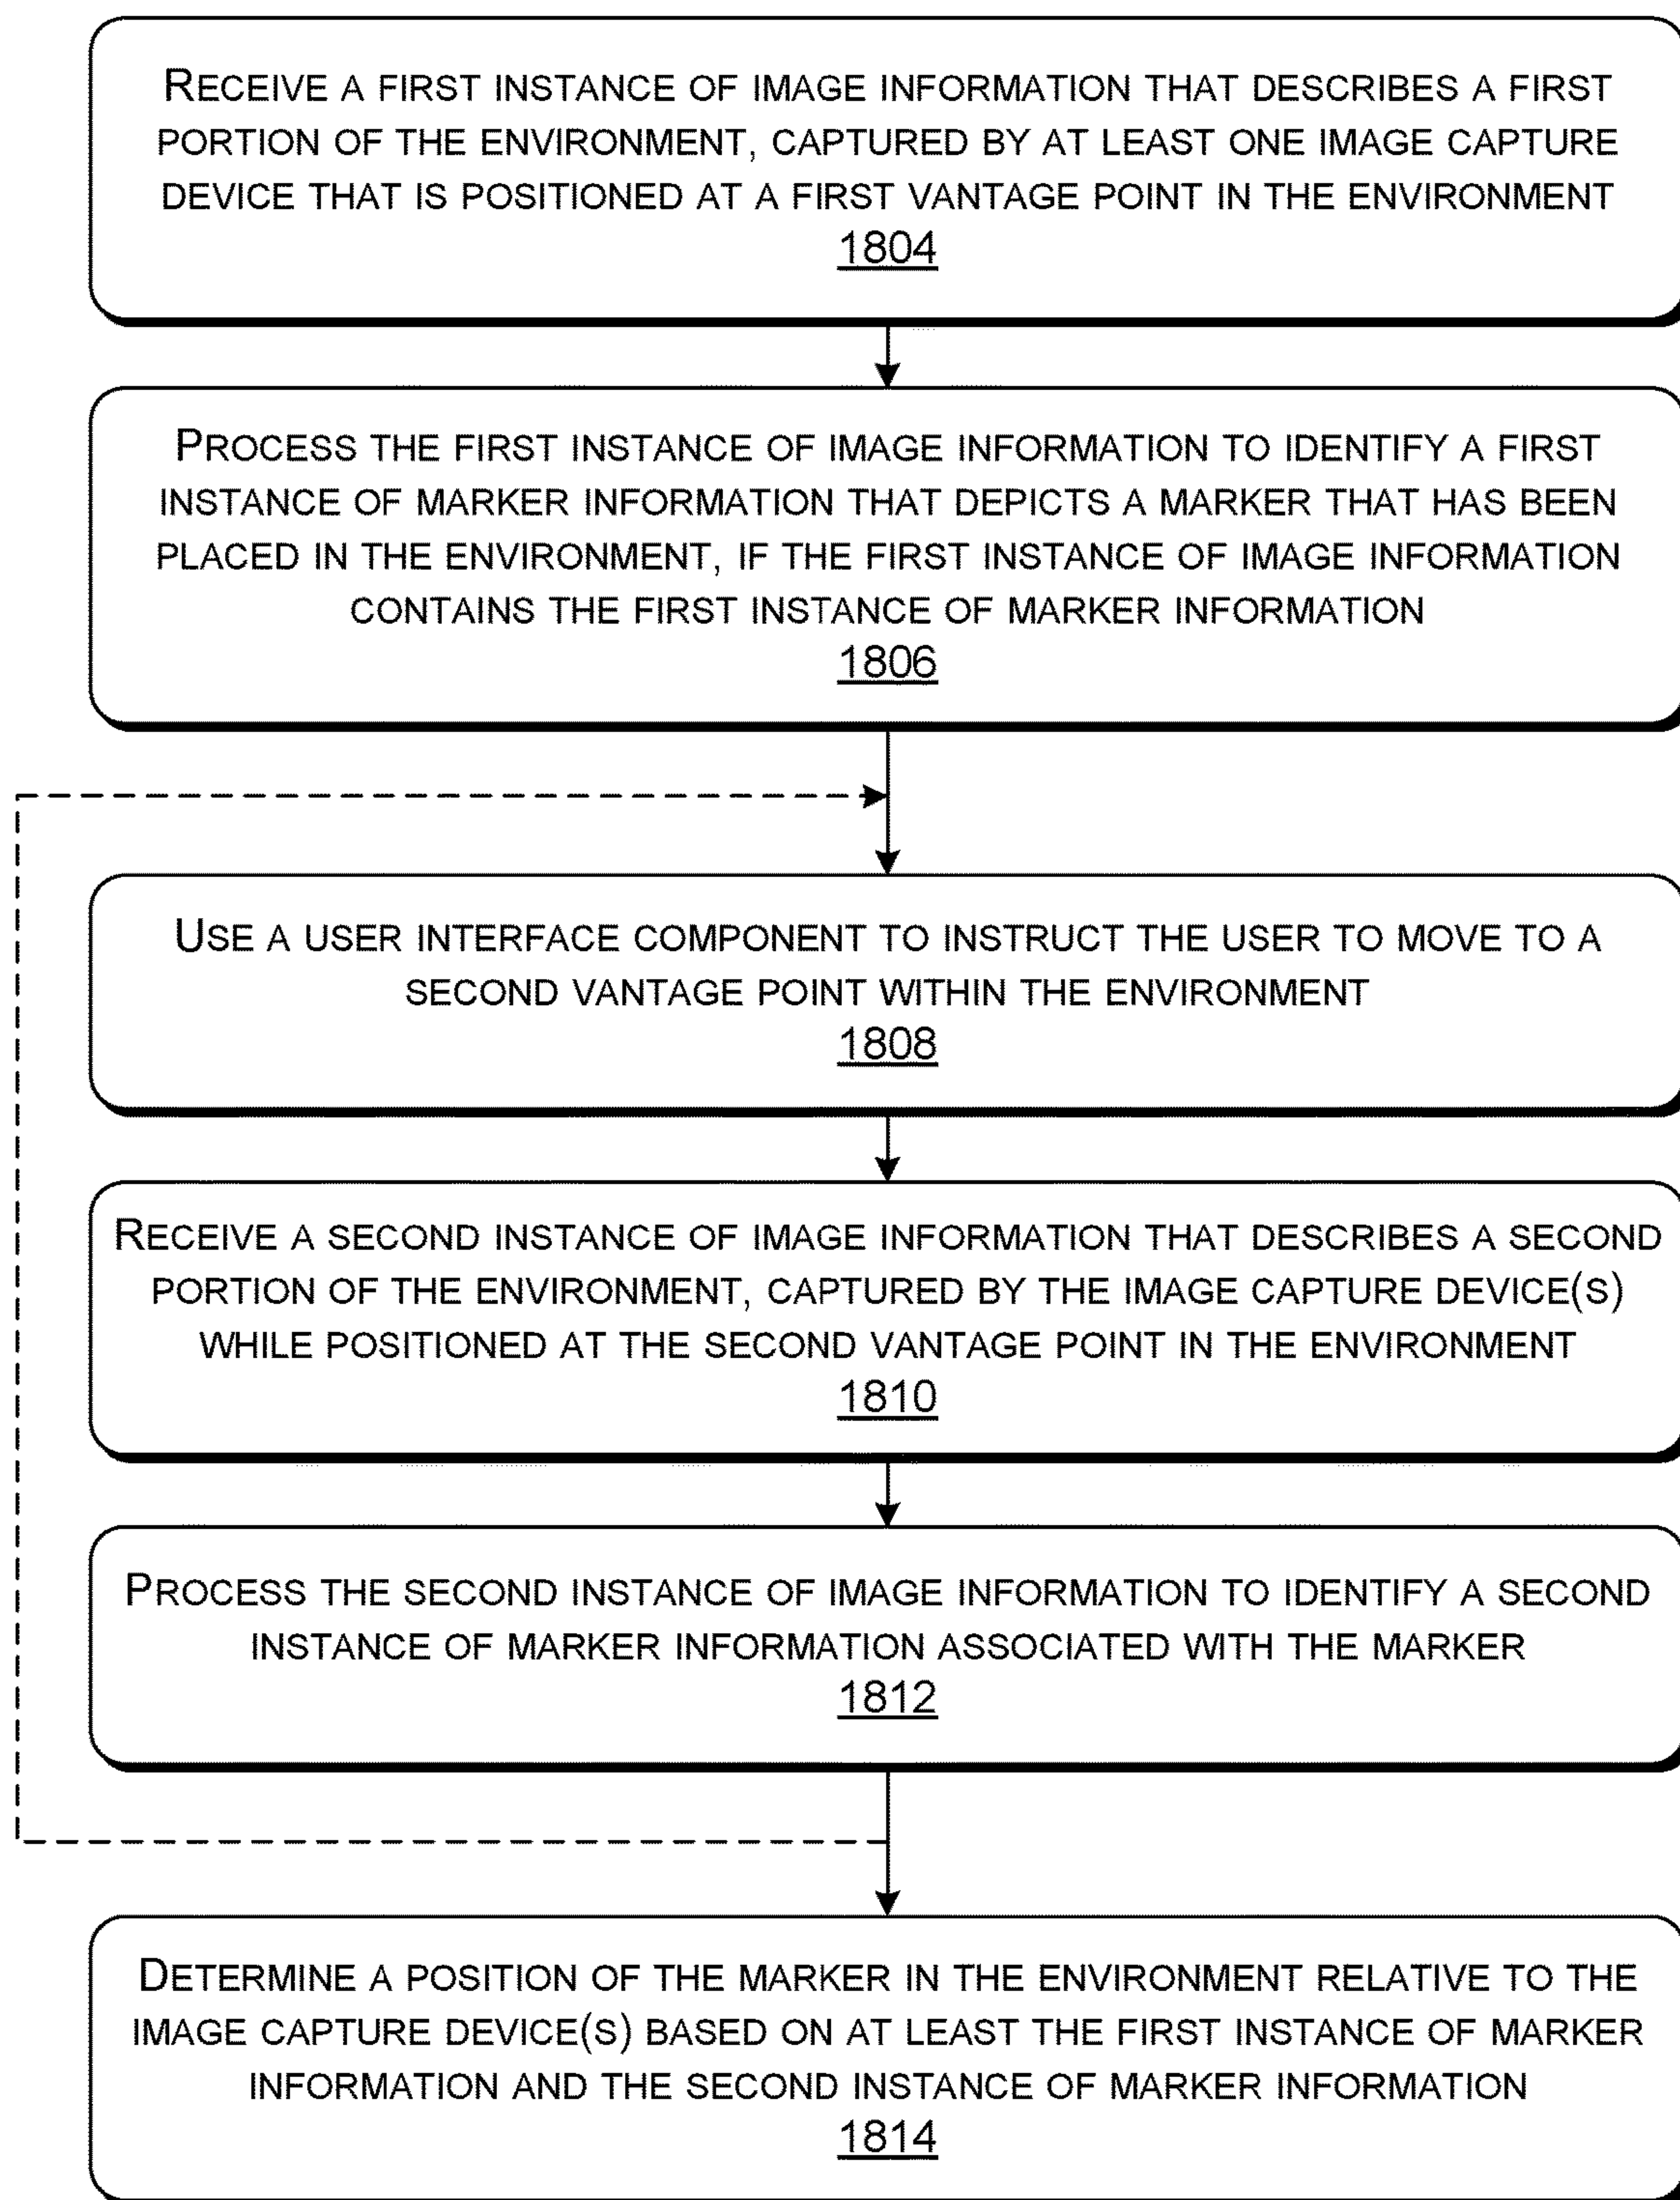 RECEIVE A FIRST INSTANCE OF IMAGE INFORMATION THAT DESCRIBES A FIRST
PORTION OF THE ENVIRONMENT, CAPTURED BY AT LEAST ONE IMAGE CAPTURE
DEVICE THAT IS POSITIONED AT A FIRST VANTAGE POINT IN THE ENVIRONMENT
1804
PROCESS THE FIRST INSTANCE OF IMAGE INFORMATION TO IDENTIFY A FIRST
INSTANCE OF MARKER INFORMATION THAT DEPICTS A MARKER THAT HAS BEEN
PLACED IN THE ENVIRONMENT, IF THE FIRST INSTANCE OF IMAGE INFORMATION
CONTAINS THE FIRST INSTANCE OF MARKER INFORMATION
1806
USE A USER INTERFACE COMPONENT TO INSTRUCT THE USER TO MOVE TO A
SECOND VANTAGE POINT WITHIN THE ENVIRONMENT
1808
RECEIVE A SECOND INSTANCE OF IMAGE INFORMATION THAT DESCRIBES A SECOND
PORTION OF THE ENVIRONMENT, CAPTURED BY THE IMAGE CAPTURE DEVICE(S)
WHILE POSITIONED AT THE SECOND VANTAGE POINT IN THE ENVIRONMENT
1810
PROCESS THE SECOND INSTANCE OF IMAGE INFORMATION TO IDENTIFY A SECOND
INSTANCE OF MARKER INFORMATION ASSOCIATED WITH THE MARKER
1812
DETERMINE A POSITION OF THE MARKER IN THE ENVIRONMENT RELATIVE TO THE
IMAGE CAPTURE DEVICE(S) BASED ON AT LEAST THE FIRST INSTANCE OF MARKER
INFORMATION AND THE SECOND INSTANCE OF MARKER INFORMATION
1814